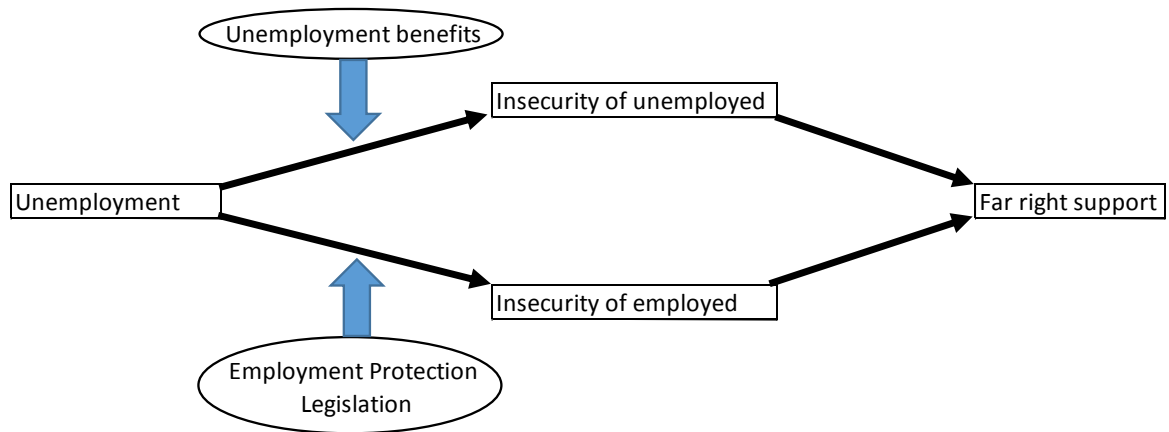 Unemployment benefits
Insecurity of unemployed
Unemployment
Far right support
Insecurity of employed
Employment Protection
Legislation